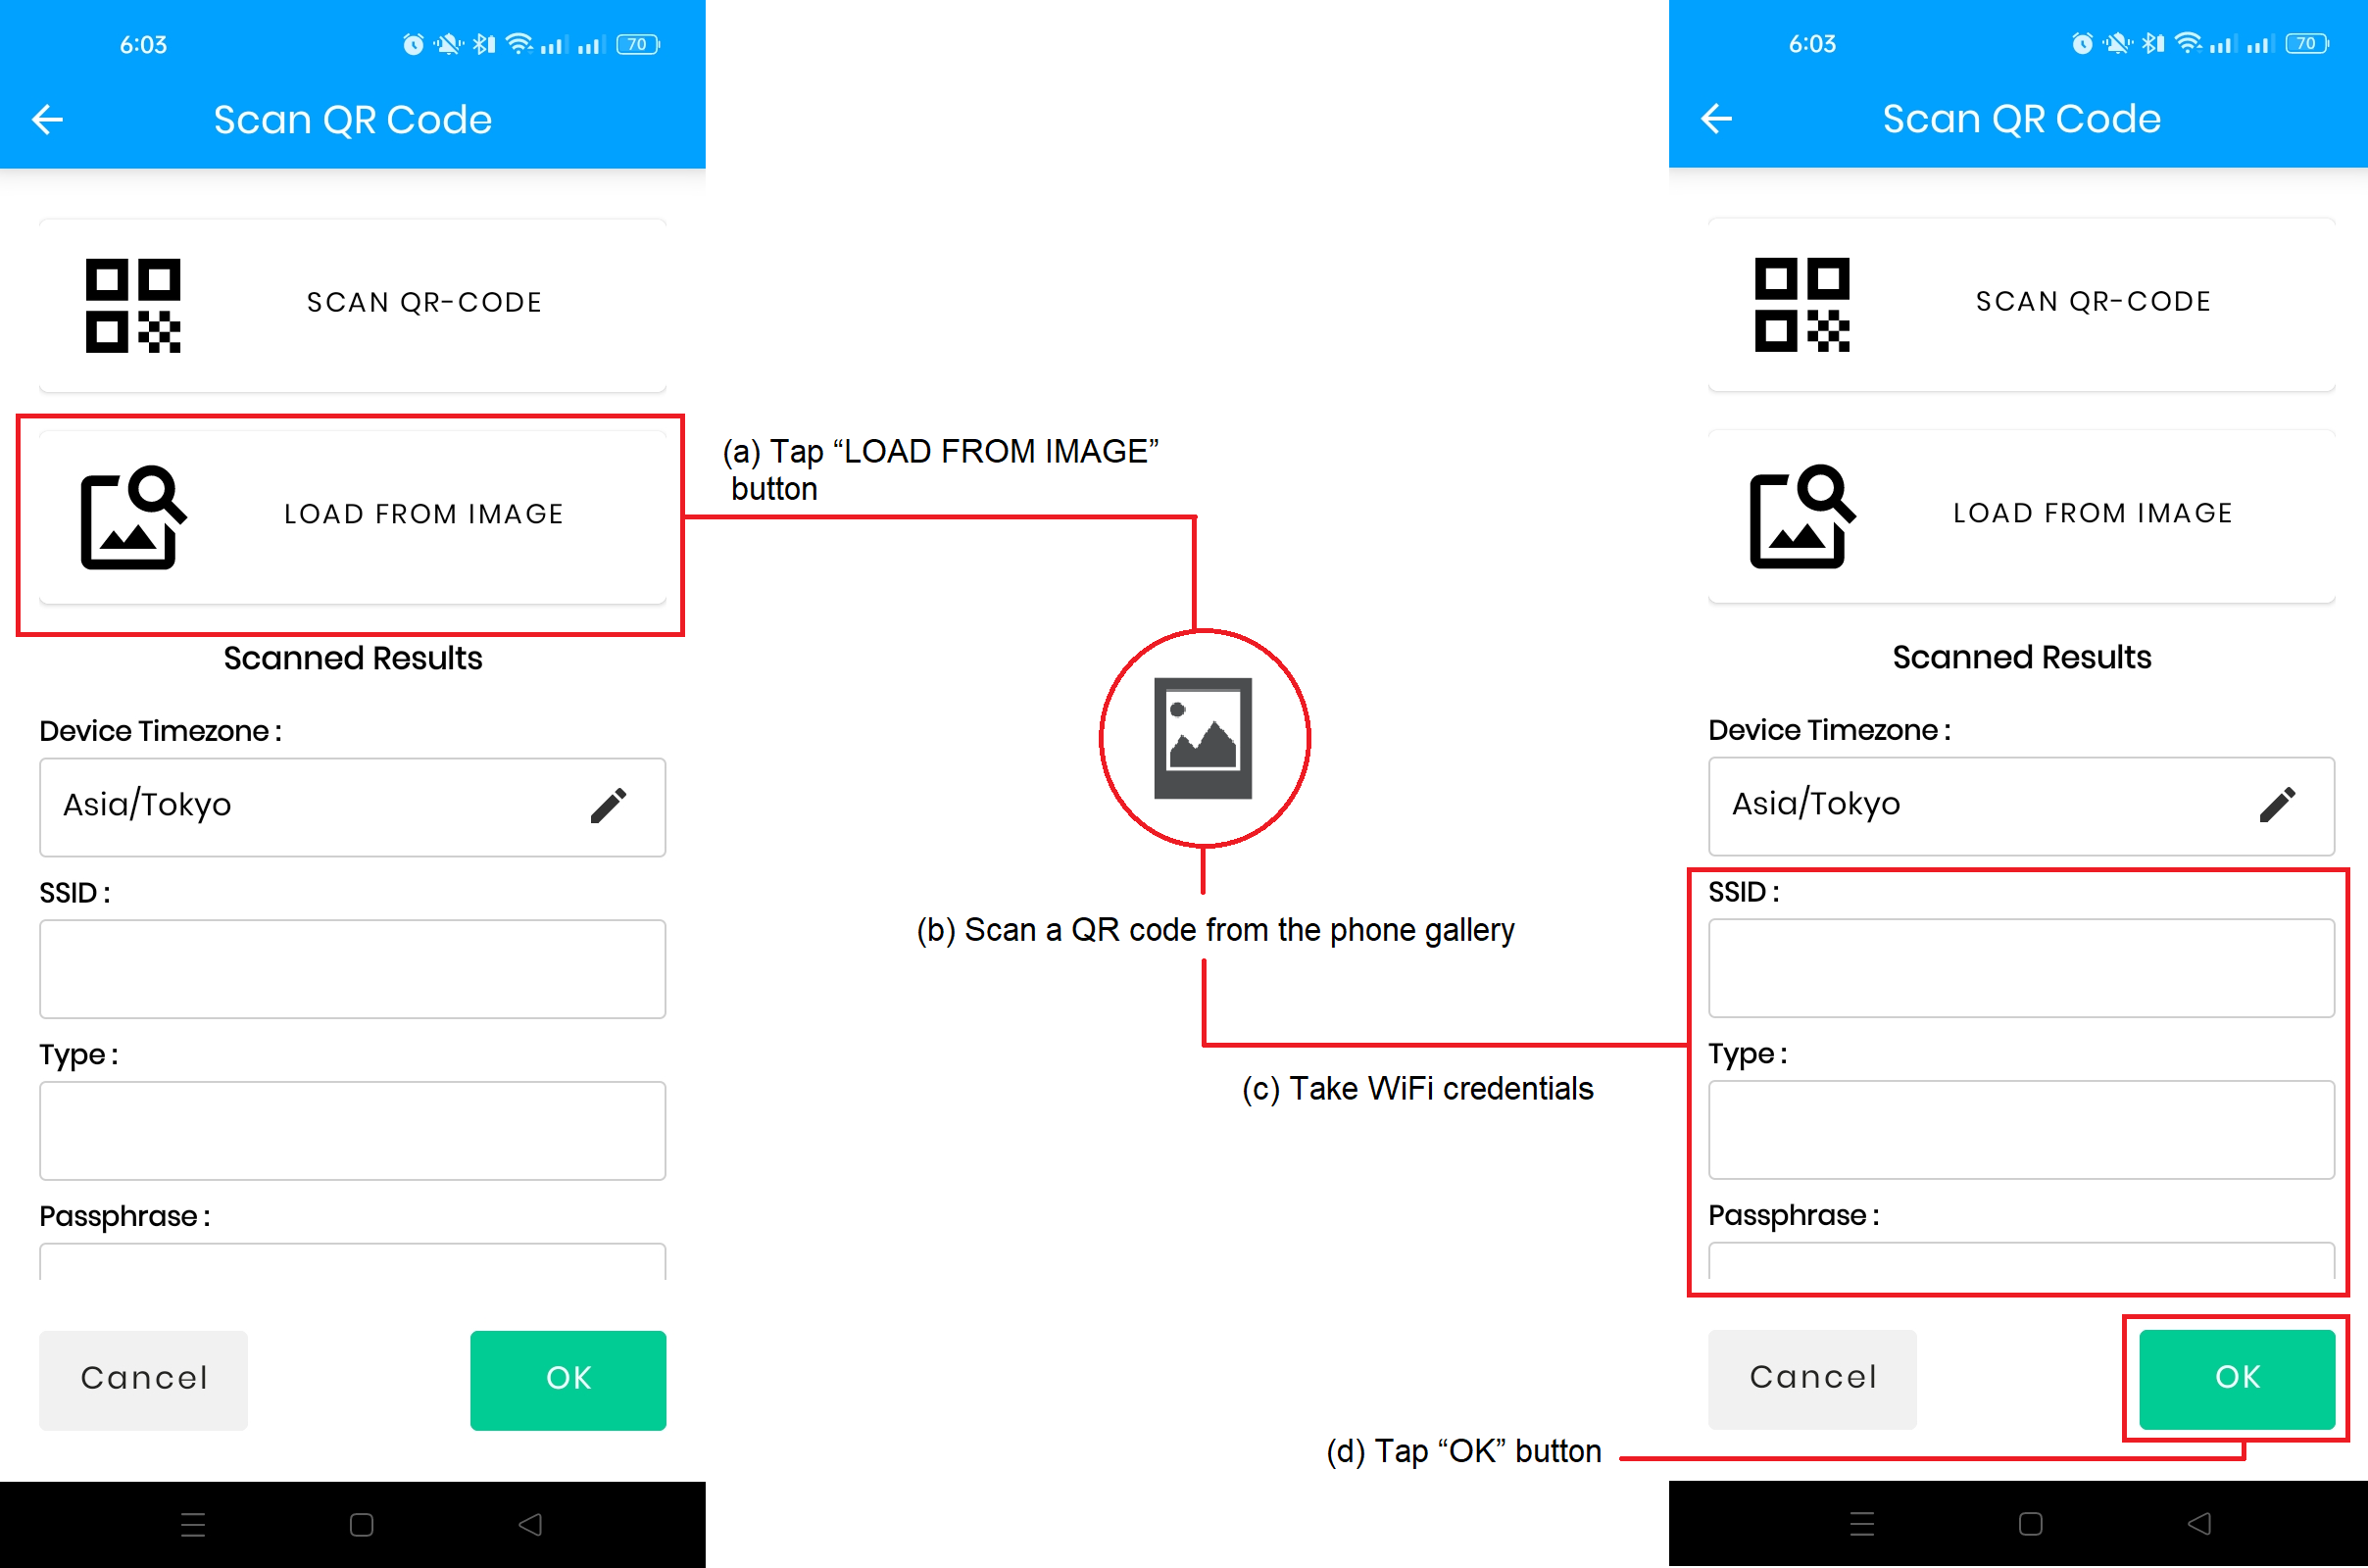 6:03
70
Scan QR Code
SCAN QR-CODE
LOAD FROM IMAGE
Scanned Results
Device Timezone :
Asia/Tokyo
SSID :
Type :
Passphrase :
Cancel
OK
(a) Tap “LOAD FROM IMAGE”
button
(b) Scan a QR code from the phone gallery
(c) Take WiFi credentials
(d) Tap “OK” button
6:03
70
Scan QR Code
SCAN QR-CODE
LOAD FROM IMAGE
Scanned Results
Device Timezone :
Asia/Tokyo
SSID :
Type :
Passphrase :
Cancel
OK